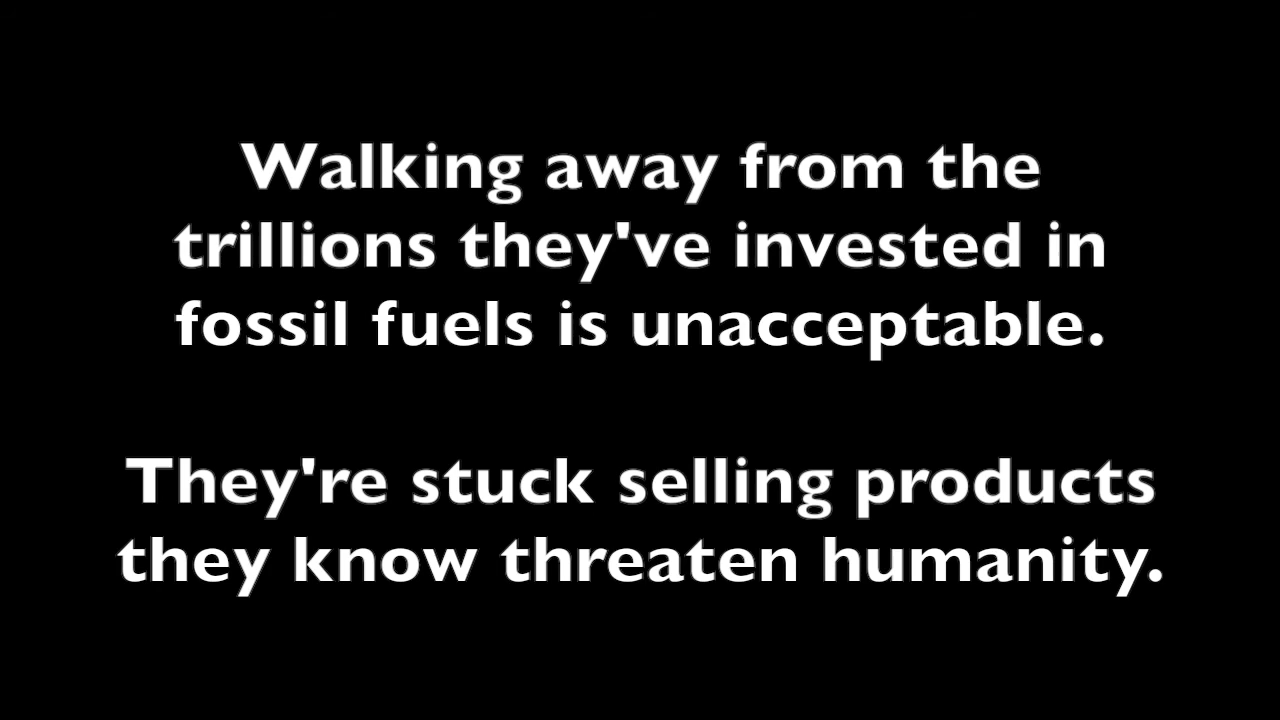 Walking away from the
trillions they've invested in
fossil fuels is unacceptable.
They're stuck selling products
they know threaten humanity.